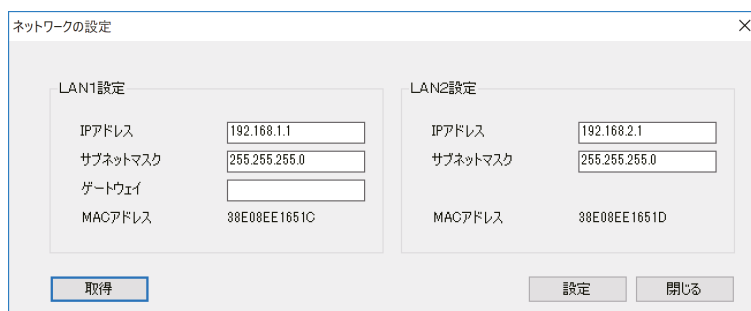 ネットワークの設定
LAN1設定
IPアドレス 192.168.1.1
サブネットマスク 255.255.255.0
ゲートウェイ
MACアドレス 38E08EE1651C
LAN2設定
IPアドレス 192.168.2.1
サブネットマスク 255.255.255.0
MACアドレス 38E08EE1651D
取得
設定
閉じる